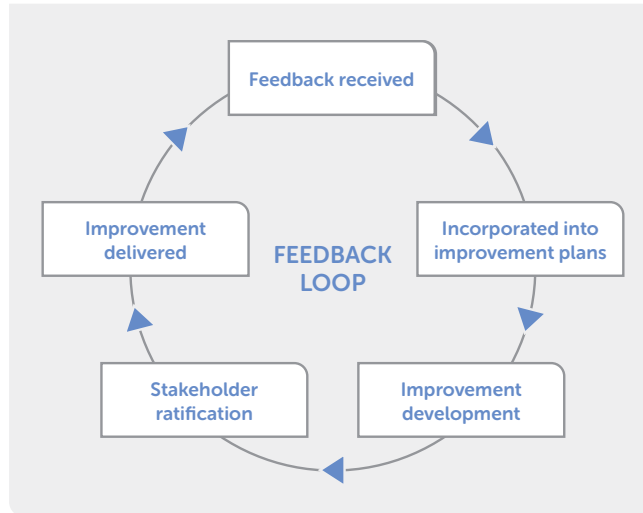 Feedback received
Incorporated into
improvement plans
Improvement
development
Stakeholder
ratification
Improvement
delivered
FEEDBACK
LOOP